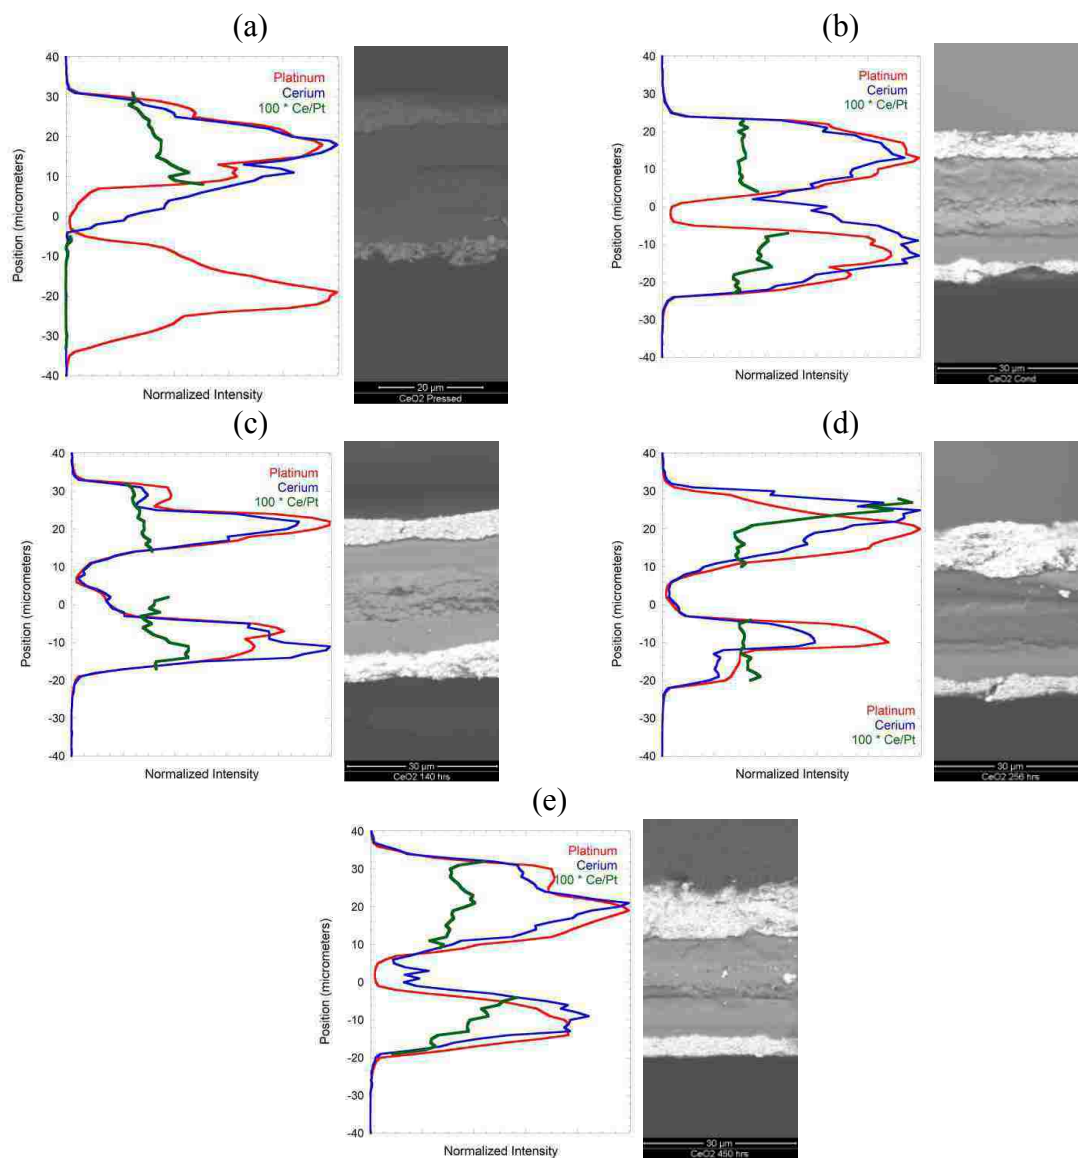 (a)
40
30
20
10
0
-10
-20
-30
-40
Position (micrometers)
Platinum
Cerium
100 * Ce/Pt
Normalized Intensity
20 µm
CeO2 Pressed
(b)
40
30
20
10
0
-10
-20
-30
-40
Position (micrometers)
Platinum
Cerium
100 * Ce/Pt
Normalized Intensity
30 µm
CeO2 Cond
(c)
40
30
20
10
0
-10
-20
-30
-40
Position (micrometers)
Platinum
Cerium
100 * Ce/Pt
Normalized Intensity
30 µm
CeO2 140 hrs
(d)
40
30
20
10
0
-10
-20
-30
-40
Position (micrometers)
Platinum
Cerium
100 * Ce/Pt
Normalized Intensity
30 µm
CeO2 256 hrs
(e)
40
30
20
10
0
-10
-20
-30
-40
Position (micrometers)
Platinum
Cerium
100 * Ce/Pt
Normalized Intensity
30 µm
CeO2 450 hrs